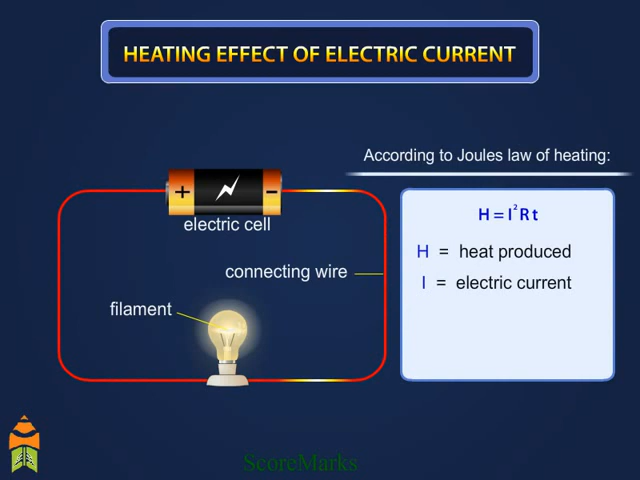 HEATING EFFECT OF ELECTRIC CURRENT
According to Joules law of heating:
+ −
electric cell
H = I²Rt
H = heat produced
I = electric current
connecting wire
filament
ScoreMarks